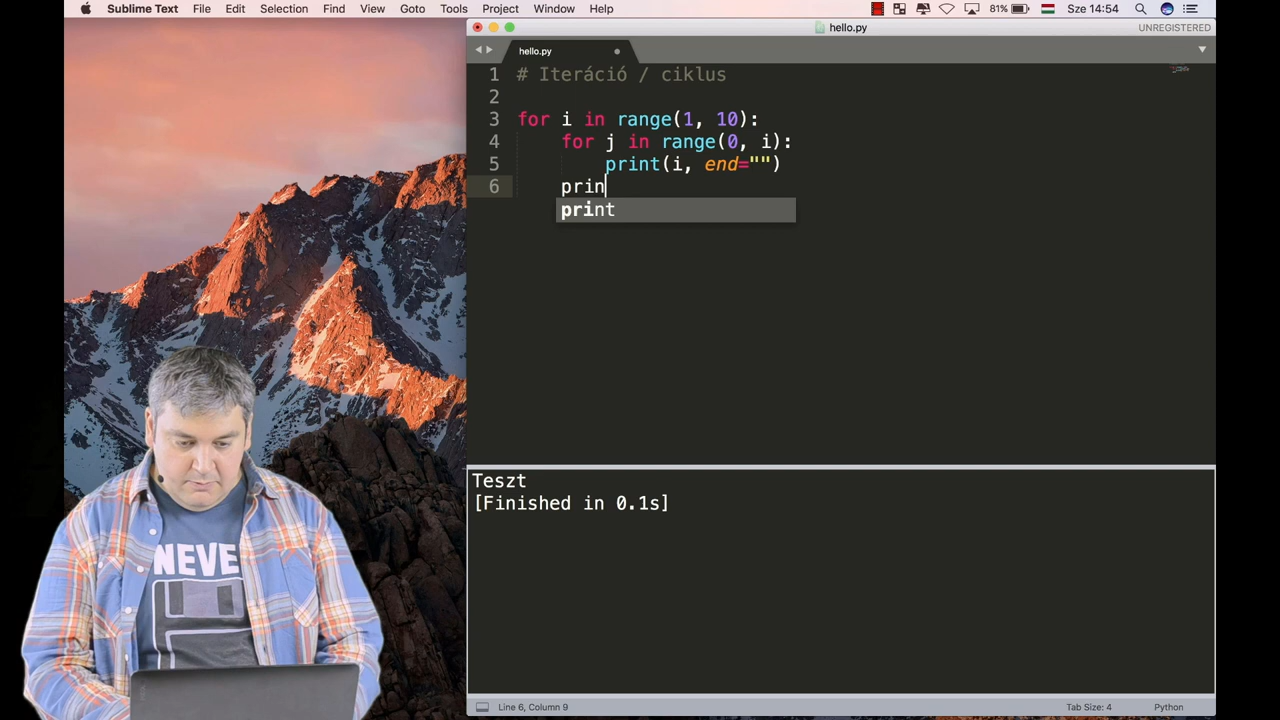 Sublime Text File Edit Selection Find View Goto Tools Project Window Help 81% Sze 14:54
hello.py UNREGISTERED
hello.py
1 # Iteráció / ciklus
2
3 for i in range(1, 10):
4 for j in range(0, i):
5 print(i, end="")
6 prin
print
Teszt
[Finished in 0.1s]
NEVE
Line 6, Column 9 Tab Size: 4 Python